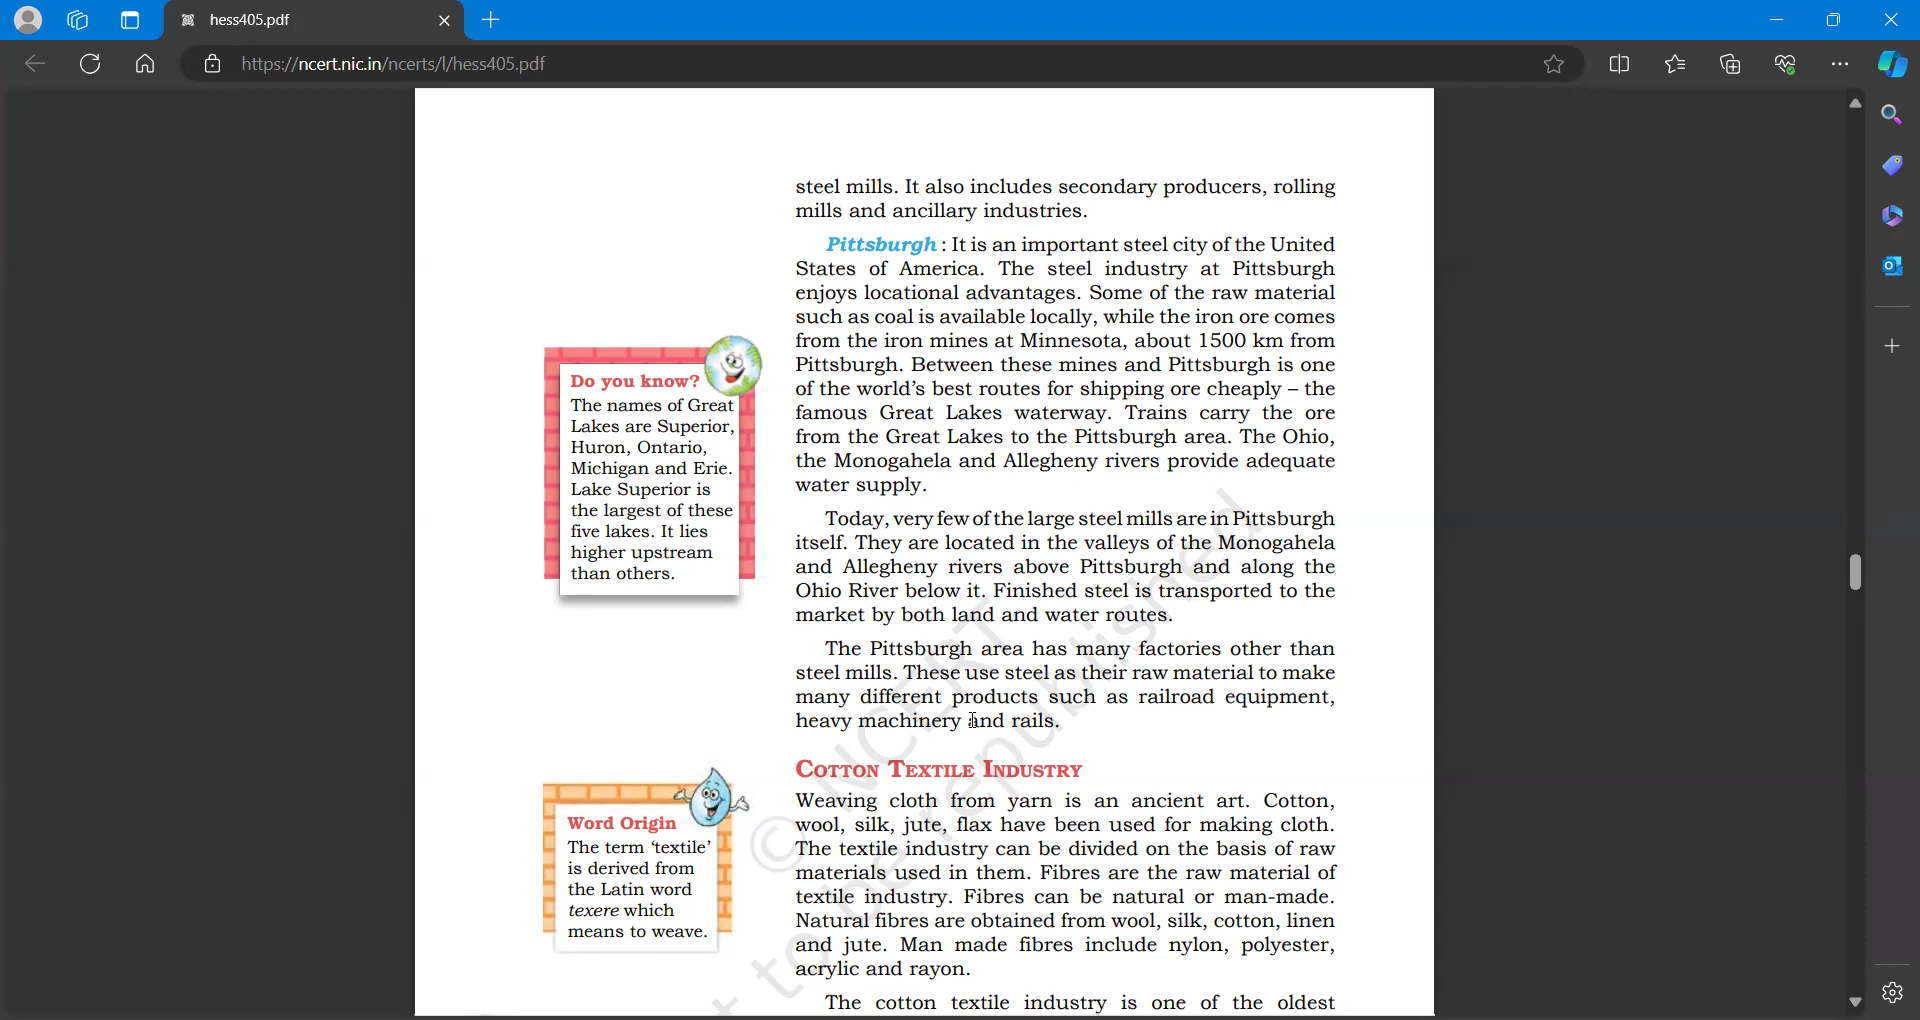 hess405.pdf
https://ncert.nic.in/ncerts/l/hess405.pdf
steel mills. It also includes secondary producers, rolling
mills and ancillary industries.
Pittsburgh : It is an important steel city of the United
States of America. The steel industry at Pittsburgh
enjoys locational advantages. Some of the raw material
such as coal is available locally, while the iron ore comes
from the iron mines at Minnesota, about 1500 km from
Pittsburgh. Between these mines and Pittsburgh is one
of the world's best routes for shipping ore cheaply – the
famous Great Lakes waterway. Trains carry the ore
from the Great Lakes to the Pittsburgh area. The Ohio,
the Monogahela and Allegheny rivers provide adequate
water supply.
Today, very few of the large steel mills are in Pittsburgh
itself. They are located in the valleys of the Monogahela
and Allegheny rivers above Pittsburgh and along the
Ohio River below it. Finished steel is transported to the
market by both land and water routes.
The Pittsburgh area has many factories other than
steel mills. These use steel as their raw material to make
many different products such as railroad equipment,
heavy machinery and rails.
Do you know?
The names of Great
Lakes are Superior,
Huron, Ontario,
Michigan and Erie.
Lake Superior is
the largest of these
five lakes. It lies
higher upstream
than others.
COTTON TEXTILE INDUSTRY
Weaving cloth from yarn is an ancient art. Cotton,
wool, silk, jute, flax have been used for making cloth.
The textile industry can be divided on the basis of raw
materials used in them. Fibres are the raw material of
textile industry. Fibres can be natural or man-made.
Natural fibres are obtained from wool, silk, cotton, linen
and jute. Man made fibres include nylon, polyester,
acrylic and rayon.
The cotton textile industry is one of the oldest
Word Origin
The term 'textile'
is derived from
the Latin word
texere which
means to weave.
© NCERT
t to be republished